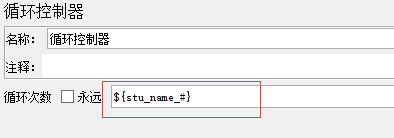 循环控制器
名称: 循环控制器
注释:
循环次数 永远 ${stu_name_#}